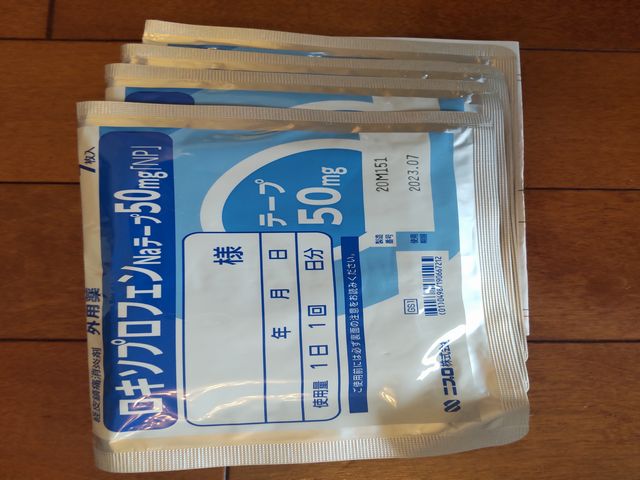 経皮鎮痛消炎剤 外用薬 7枚入
ロキソプロフェンNaテープ50mg「NP」
テープ
50mg
様
年 月 日
使用量 1日1回 日分
ご使用前には必ず裏面の注意をお読みください。
製造番号 20M151
使用期限 2023.07
GS1
(01)04987190667212
ニプロ株式会社